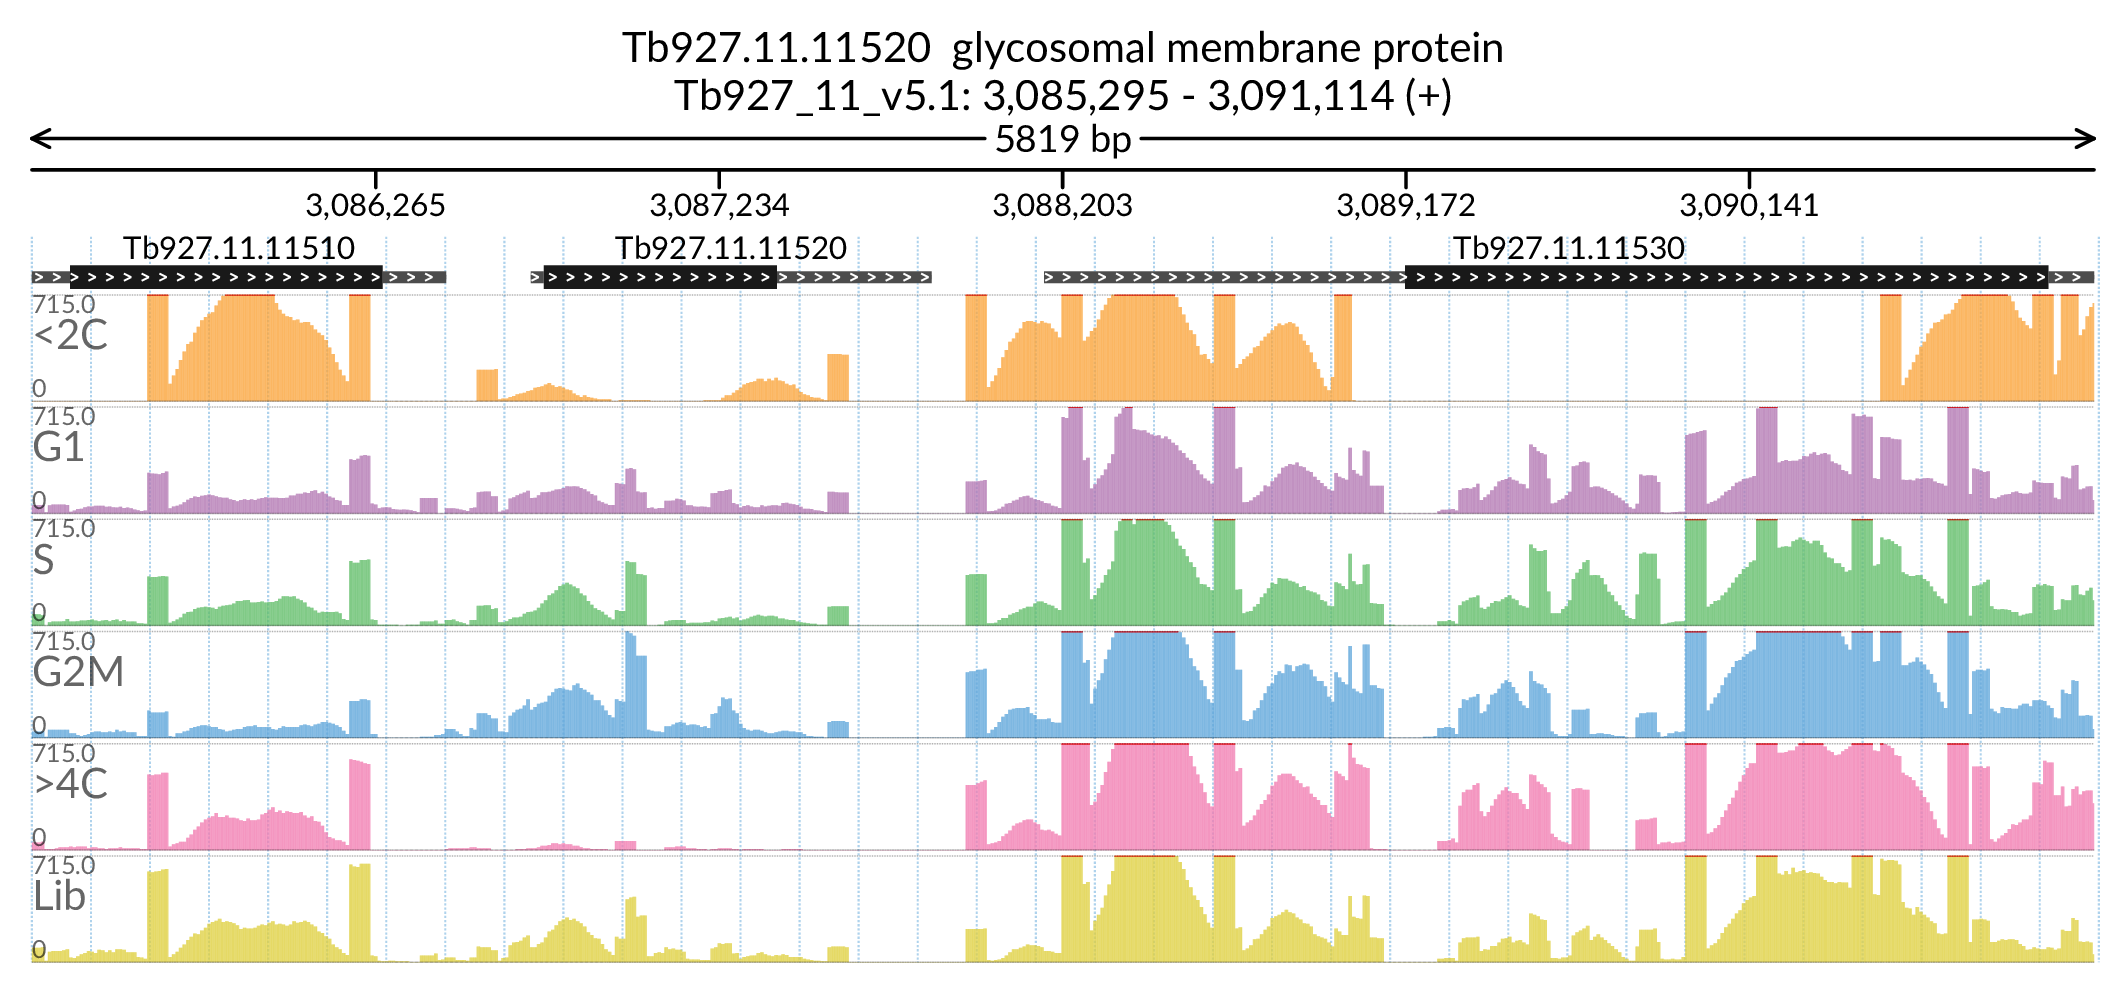 Tb927.11.11520 glycosomal membrane protein
Tb927_11_v5.1: 3,085,295 - 3,091,114 (+)
5819 bp
3,086,265 3,087,234 3,088,203 3,089,172 3,090,141
Tb927.11.11510 Tb927.11.11520 Tb927.11.11530
715.0
<2C
0
715.0
G1
0
715.0
S
0
715.0
G2M
0
715.0
>4C
0
715.0
Lib
0